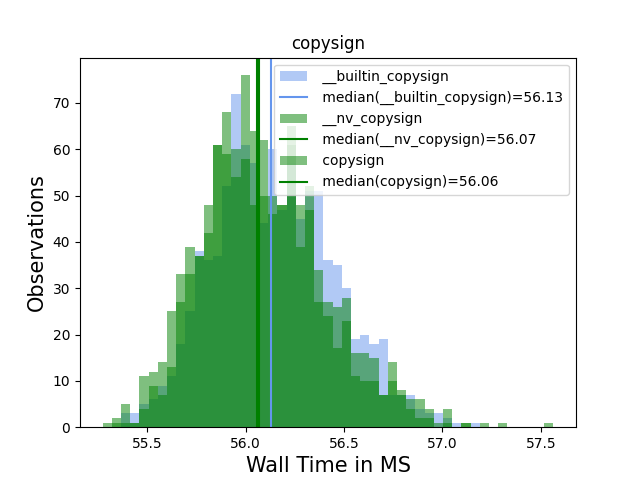 copysign
__builtin_copysign
median(__builtin_copysign)=56.13
__nv_copysign
median(__nv_copysign)=56.07
copysign
median(copysign)=56.06
Observations
70
60
50
40
30
20
10
0
55.5 56.0 56.5 57.0 57.5
Wall Time in MS